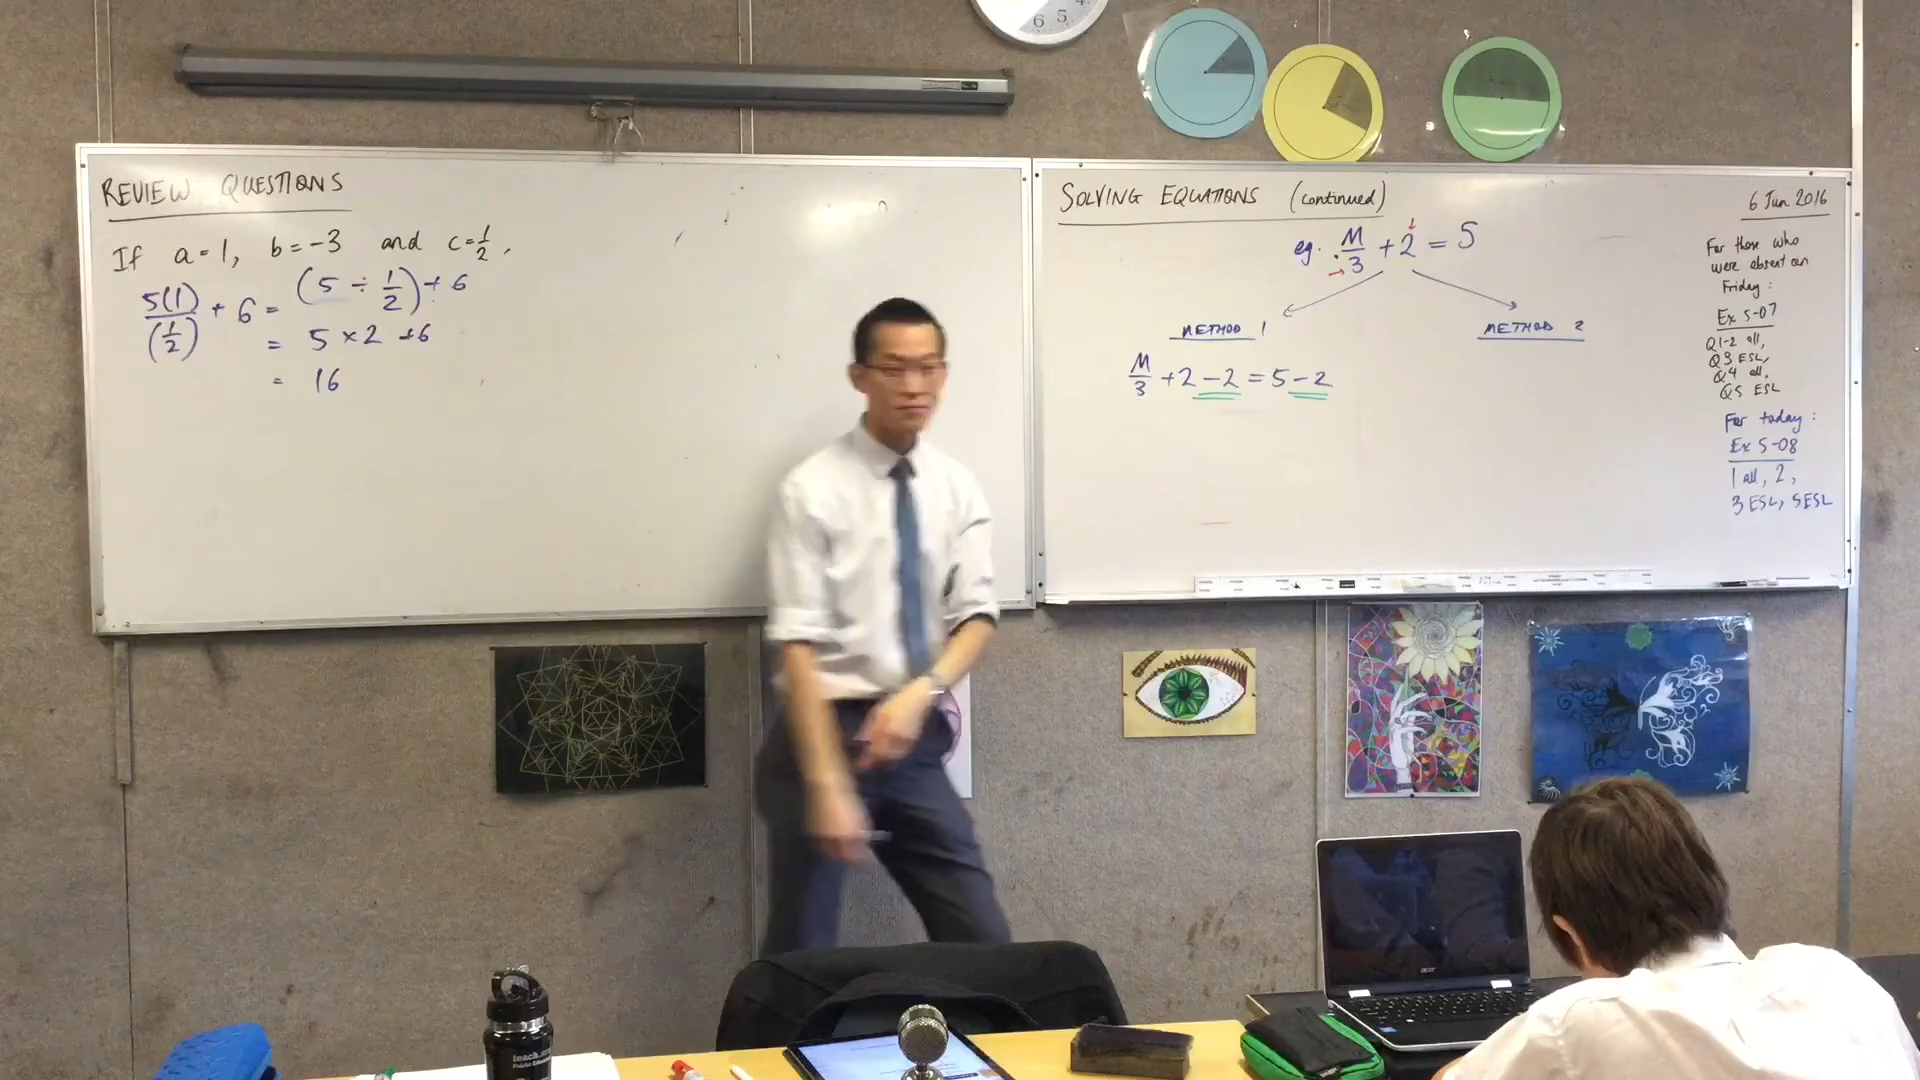 REVIEW QUESTIONS
If a=1, b=-3 and c=1/2,
5(1)/(1/2) + 6 = (5 ÷ 1/2) + 6
= 5 × 2 + 6
= 16
SOLVING EQUATIONS (continued)
6 Jun 2016
eg. M/3 + 2 = 5
METHOD 1
METHOD 2
M/3 + 2 - 2 = 5 - 2
For those who
were absent on
Friday:
Ex 5-07
Q1-2 all,
Q3 ESL,
Q4 all,
Q5 ESL
For today:
Ex 5-08
1 all, 2,
3 ESL, 5ESL
6 5
acer